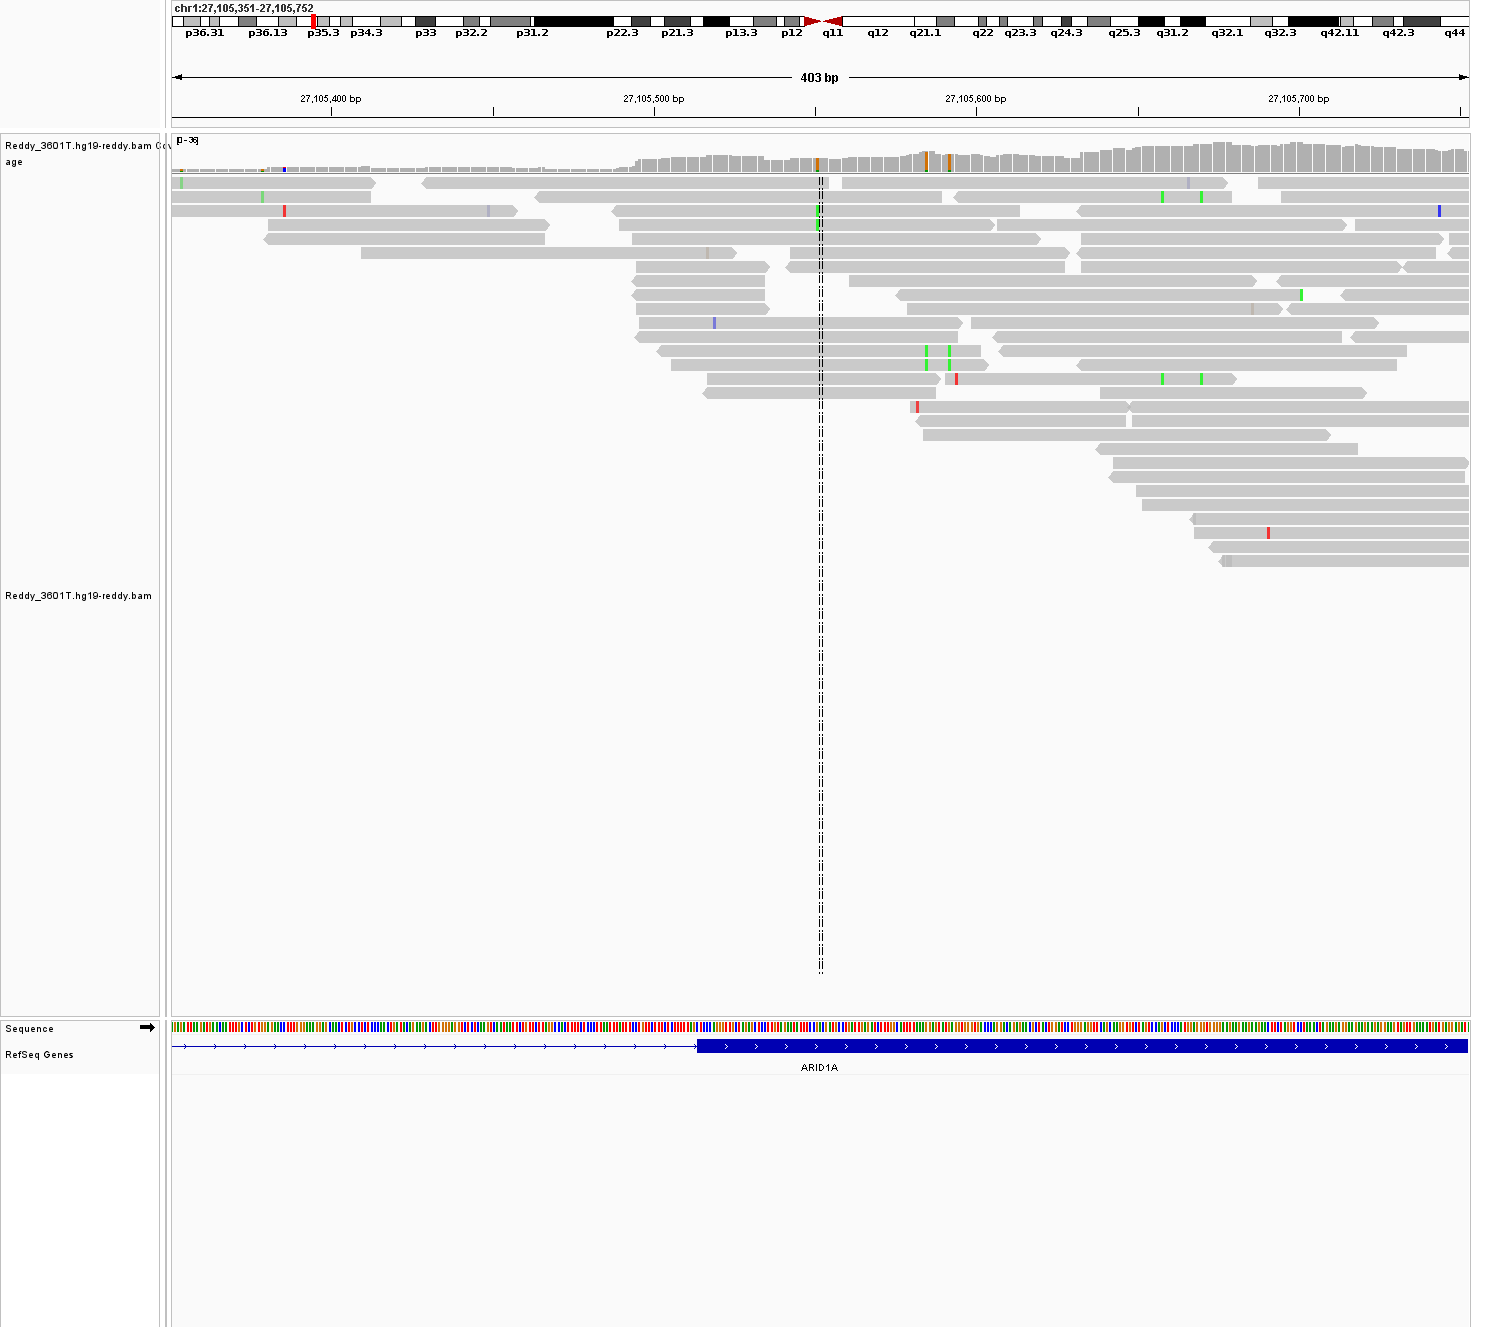 chr1:27,105,351-27,105,752
p36.31 p36.13 p35.3 p34.3 p33 p32.2 p31.2 p22.3 p21.3 p13.3 p12 q11 q12 q21.1 q22 q23.3 q24.3 q25.3 q31.2 q32.1 q32.3 q42.11 q42.3 q44
403 bp
27,105,400 bp 27,105,500 bp 27,105,600 bp 27,105,700 bp
[0-36]
Reddy_3601T.hg19-reddy.bam Cov
age
Reddy_3601T.hg19-reddy.bam
Sequence
RefSeq Genes
ARID1A